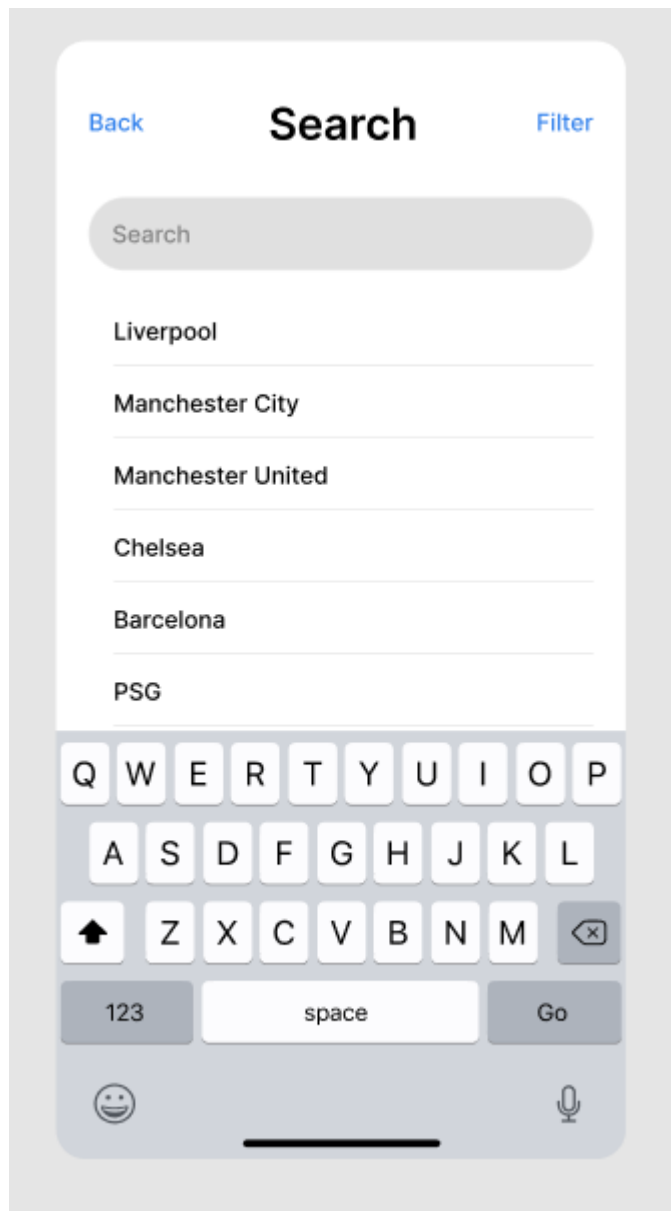 Back Search Filter
Search
Liverpool
Manchester City
Manchester United
Chelsea
Barcelona
PSG
Q W E R T Y U I O P
A S D F G H J K L
Z X C V B N M
123 space Go